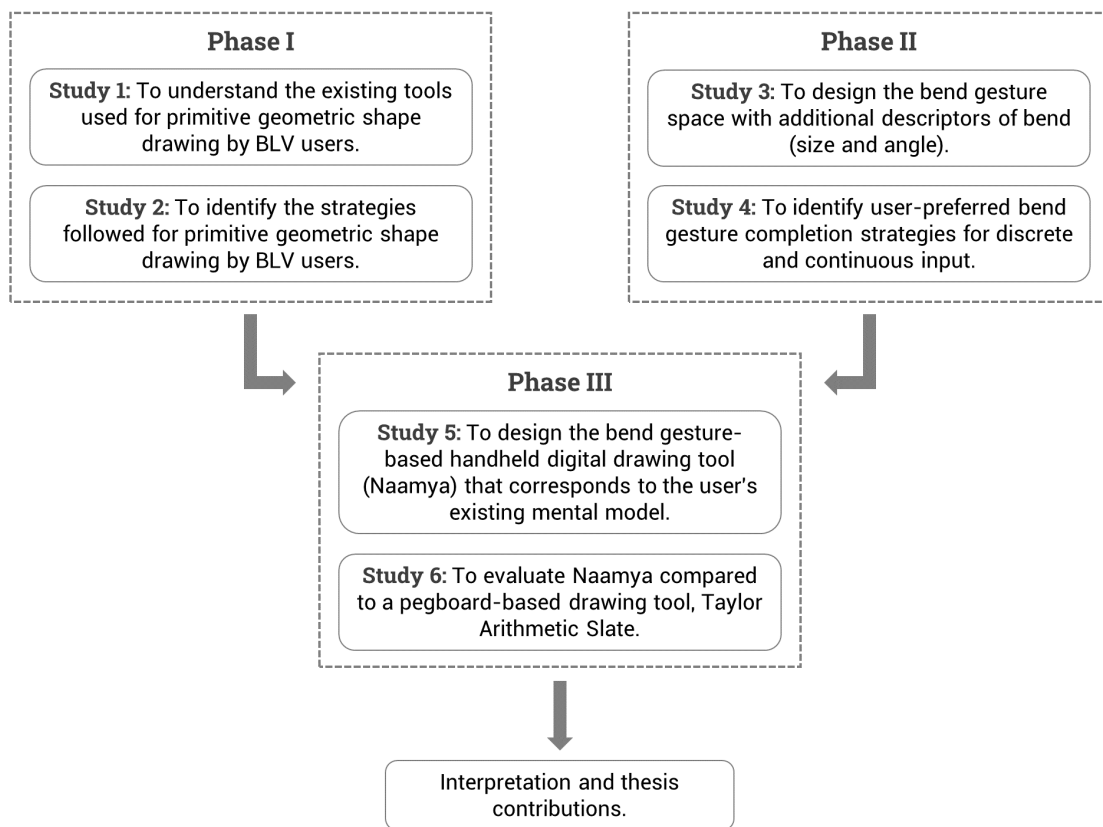 Phase I
Study 1: To understand the existing tools
used for primitive geometric shape
drawing by BLV users.
Study 2: To identify the strategies
followed for primitive geometric shape
drawing by BLV users.
Phase II
Study 3: To design the bend gesture
space with additional descriptors of bend
(size and angle).
Study 4: To identify user-preferred bend
gesture completion strategies for discrete
and continuous input.
Phase III
Study 5: To design the bend gesture-
based handheld digital drawing tool
(Naamya) that corresponds to the user's
existing mental model.
Study 6: To evaluate Naamya compared
to a pegboard-based drawing tool, Taylor
Arithmetic Slate.
Interpretation and thesis
contributions.